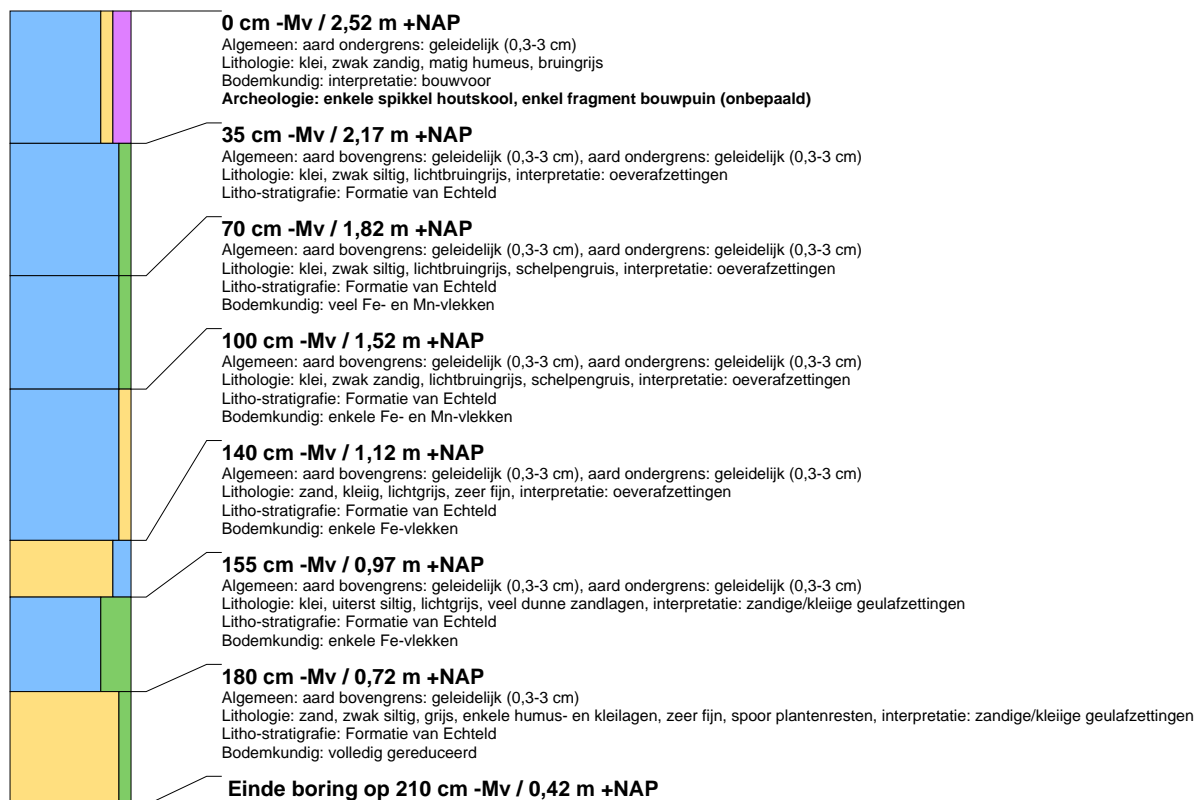 0 cm -Mv / 2,52 m +NAP
Algemeen: aard ondergrens: geleidelijk (0,3-3 cm)
Lithologie: klei, zwak zandig, matig humeus, bruingrijs
Bodemkundig: interpretatie: bouwvoor
Archeologie: enkele spikkel houtskool, enkel fragment bouwpuin (onbepaald)
35 cm -Mv / 2,17 m +NAP
Algemeen: aard bovengrens: geleidelijk (0,3-3 cm), aard ondergrens: geleidelijk (0,3-3 cm)
Lithologie: klei, zwak siltig, lichtbruingrijs, interpretatie: oeverafzettingen
Litho-stratigrafie: Formatie van Echteld
70 cm -Mv / 1,82 m +NAP
Algemeen: aard bovengrens: geleidelijk (0,3-3 cm), aard ondergrens: geleidelijk (0,3-3 cm)
Lithologie: klei, zwak siltig, lichtbruingrijs, schelpengruis, interpretatie: oeverafzettingen
Litho-stratigrafie: Formatie van Echteld
Bodemkundig: veel Fe- en Mn-vlekken
100 cm -Mv / 1,52 m +NAP
Algemeen: aard bovengrens: geleidelijk (0,3-3 cm), aard ondergrens: geleidelijk (0,3-3 cm)
Lithologie: klei, zwak zandig, lichtbruingrijs, schelpengruis, interpretatie: oeverafzettingen
Litho-stratigrafie: Formatie van Echteld
Bodemkundig: enkele Fe- en Mn-vlekken
140 cm -Mv / 1,12 m +NAP
Algemeen: aard bovengrens: geleidelijk (0,3-3 cm), aard ondergrens: geleidelijk (0,3-3 cm)
Lithologie: zand, kleiig, lichtgrijs, zeer fijn, interpretatie: oeverafzettingen
Litho-stratigrafie: Formatie van Echteld
Bodemkundig: enkele Fe-vlekken
155 cm -Mv / 0,97 m +NAP
Algemeen: aard bovengrens: geleidelijk (0,3-3 cm), aard ondergrens: geleidelijk (0,3-3 cm)
Lithologie: klei, uiterst siltig, lichtgrijs, veel dunne zandlagen, interpretatie: zandige/kleiige geulafzettingen
Litho-stratigrafie: Formatie van Echteld
Bodemkundig: enkele Fe-vlekken
180 cm -Mv / 0,72 m +NAP
Algemeen: aard bovengrens: geleidelijk (0,3-3 cm)
Lithologie: zand, zwak siltig, grijs, enkele humus- en kleilagen, zeer fijn, spoor plantenresten, interpretatie: zandige/kleiige geulafzettingen
Litho-stratigrafie: Formatie van Echteld
Bodemkundig: volledig gereduceerd
Einde boring op 210 cm -Mv / 0,42 m +NAP